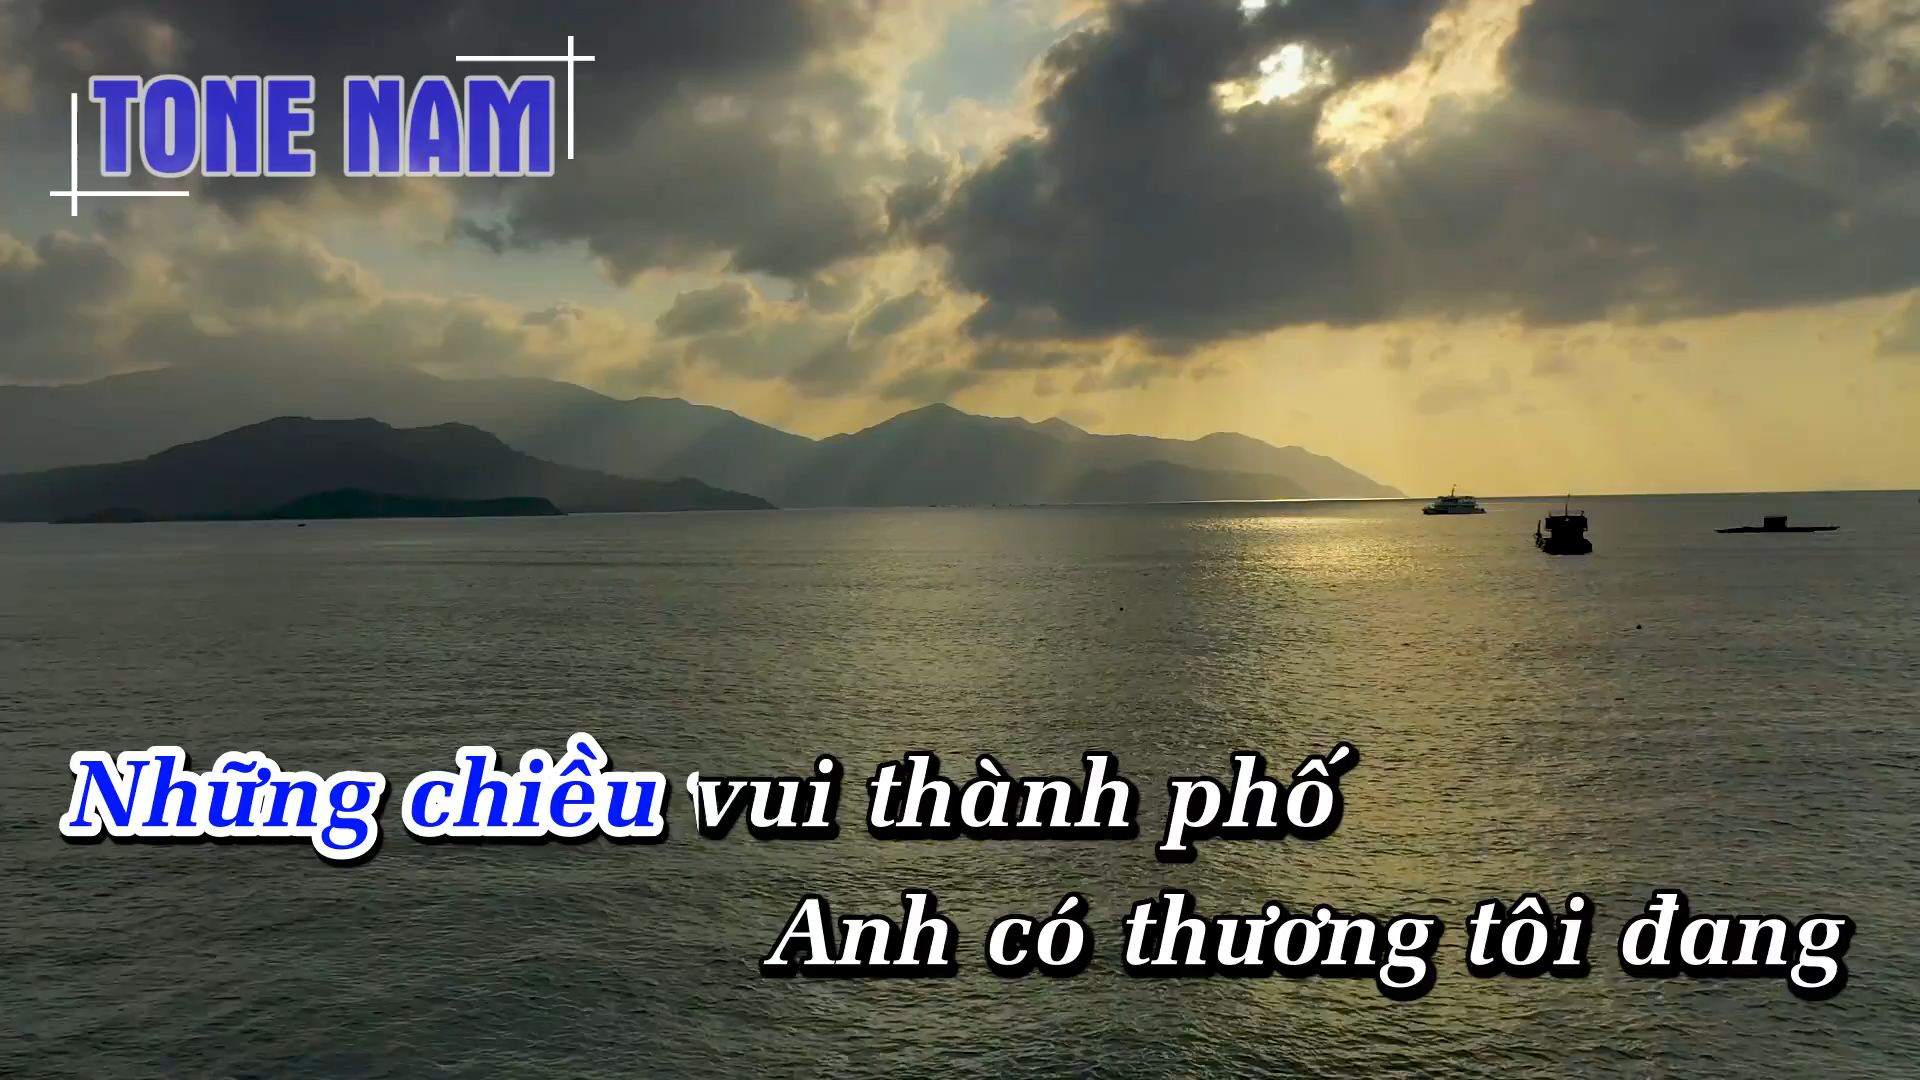 TONE NAM
Những chiều vui thành phố
Anh có thương tôi đang